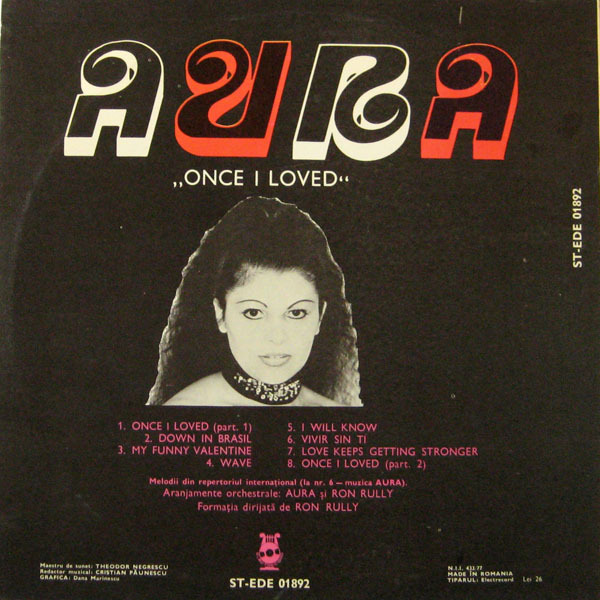 AURA
„ONCE I LOVED“
ST-EDE 01892
1. ONCE I LOVED (part. 1)
2. DOWN IN BRASIL
3. MY FUNNY VALENTINE
4. WAVE
5. I WILL KNOW
6. VIVIR SIN TÍ
7. LOVE KEEPS GETTING STRONGER
8. ONCE I LOVED (part. 2)
Melodii din repertoriul internațional (la nr. 6 — muzica AURA).
Aranjamente orchestrale: AURA și RON RULLY
Formația dirijată de RON RULLY
Maestru de sunet: THEODOR NEGRESCU
Redactor muzical: CRISTIAN PĂUNESCU
GRAFICA: Dana Marinescu
ST-EDE 01892
N.I.I. 433.77
MADE IN ROMANIA
TIPARUL: Electrecord Lei 26